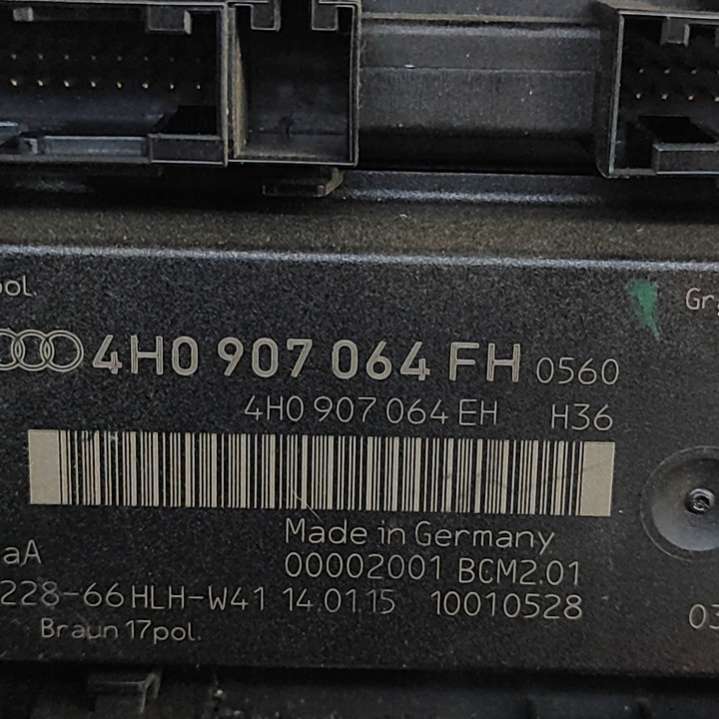 pol.
Gr
4H0 907 064 FH 0560
4H0 907 064 EH H36
Made in Germany
aA
00002001 BCM2.01
228-66 HLH-W41 14.01.15 10010528
03
Braun 17pol.